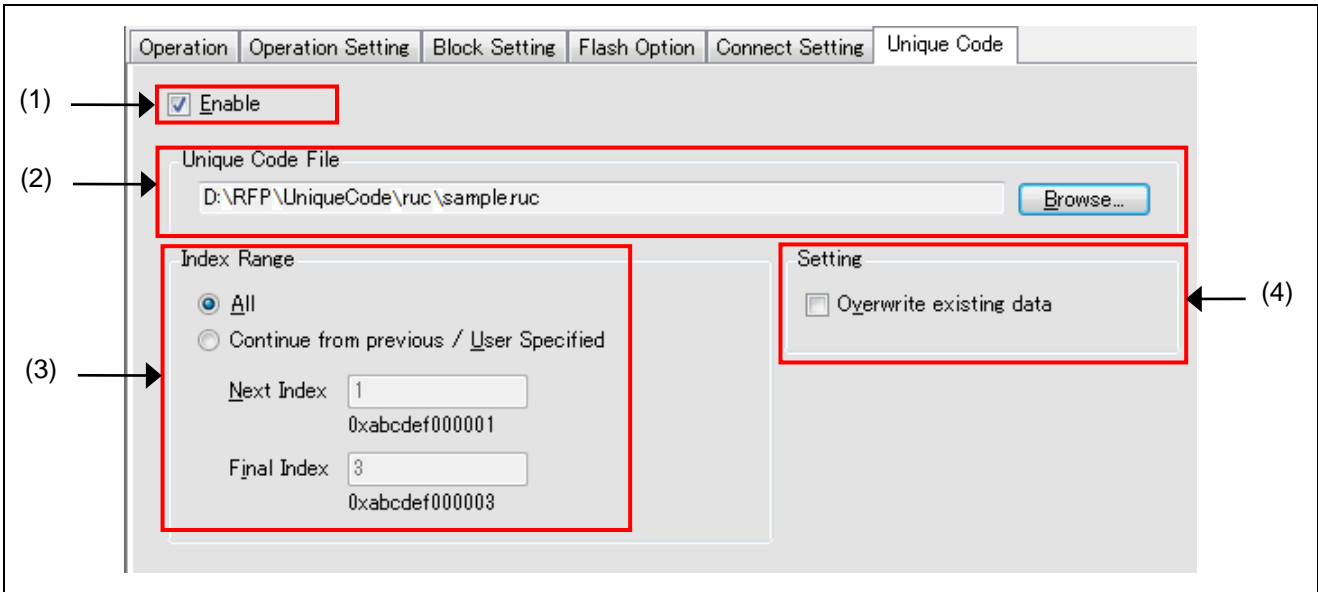 Operation Operation Setting Block Setting Flash Option Connect Setting Unique Code
(1) Enable
Unique Code File
(2) D:\RFP\UniqueCode\ruc\sample.ruc Browse...
Index Range Setting
All Overwrite existing data (4)
Continue from previous / User Specified
(3)
Next Index 1
0xabcdef000001
Final Index 3
0xabcdef000003